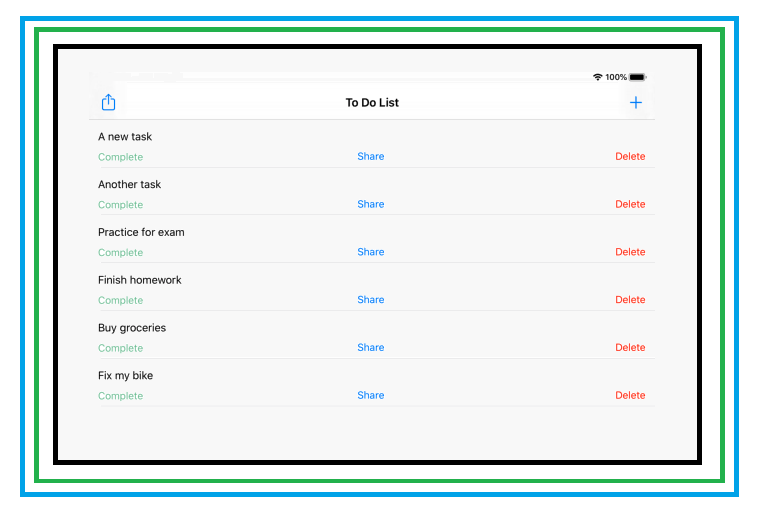 100%
To Do List
A new task
Complete Share Delete
Another task
Complete Share Delete
Practice for exam
Complete Share Delete
Finish homework
Complete Share Delete
Buy groceries
Complete Share Delete
Fix my bike
Complete Share Delete